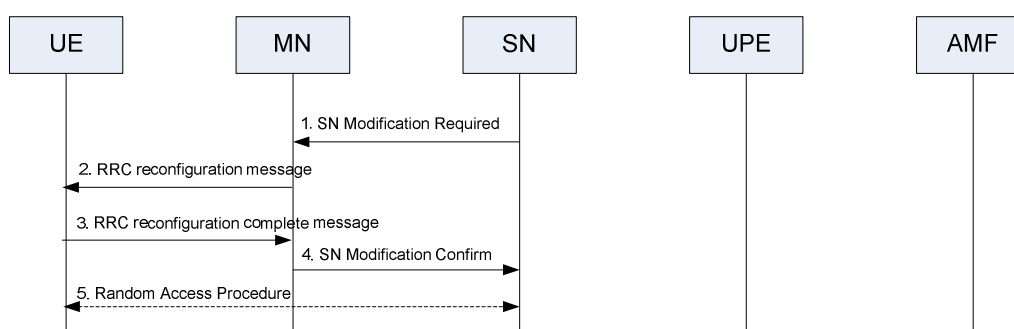 UE
MN
SN
UPE
AMF
1. SN Modification Required
2. RRC reconfiguration message
3. RRC reconfiguration complete message
4. SN Modification Confirm
5. Random Access Procedure